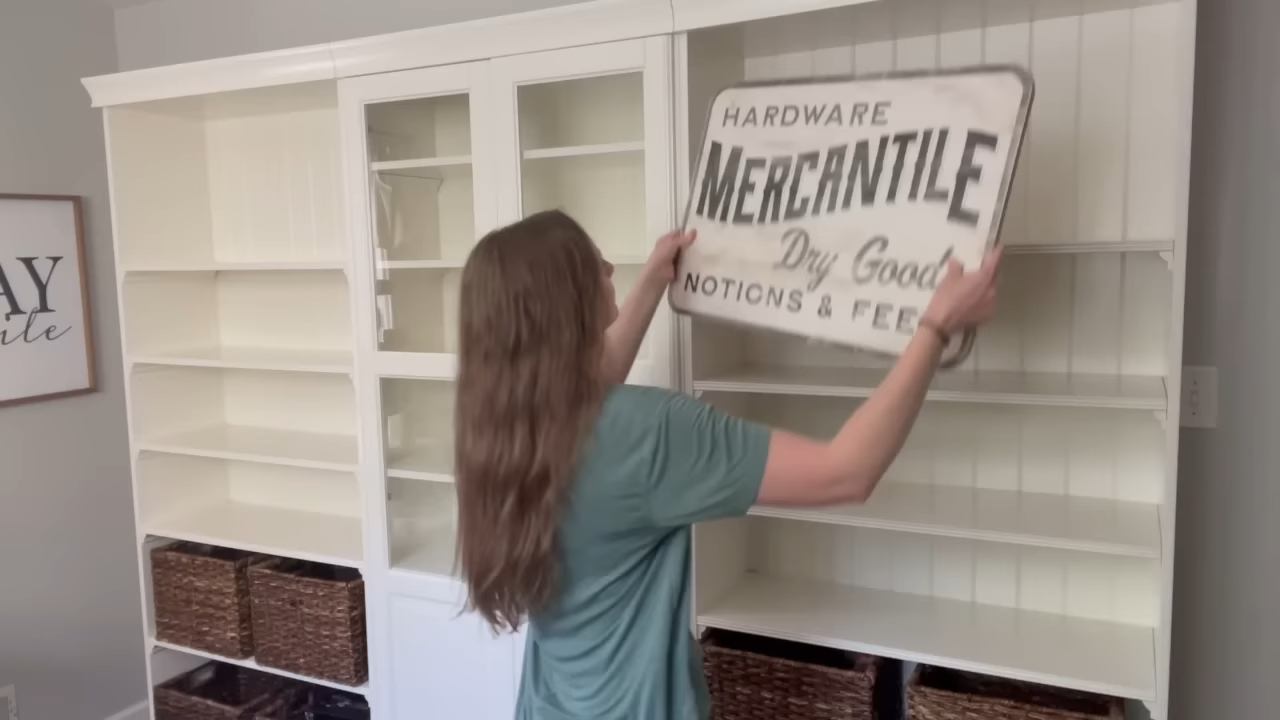 HARDWARE
MERCANTILE
Dry Good
NOTIONS & FEE
AY